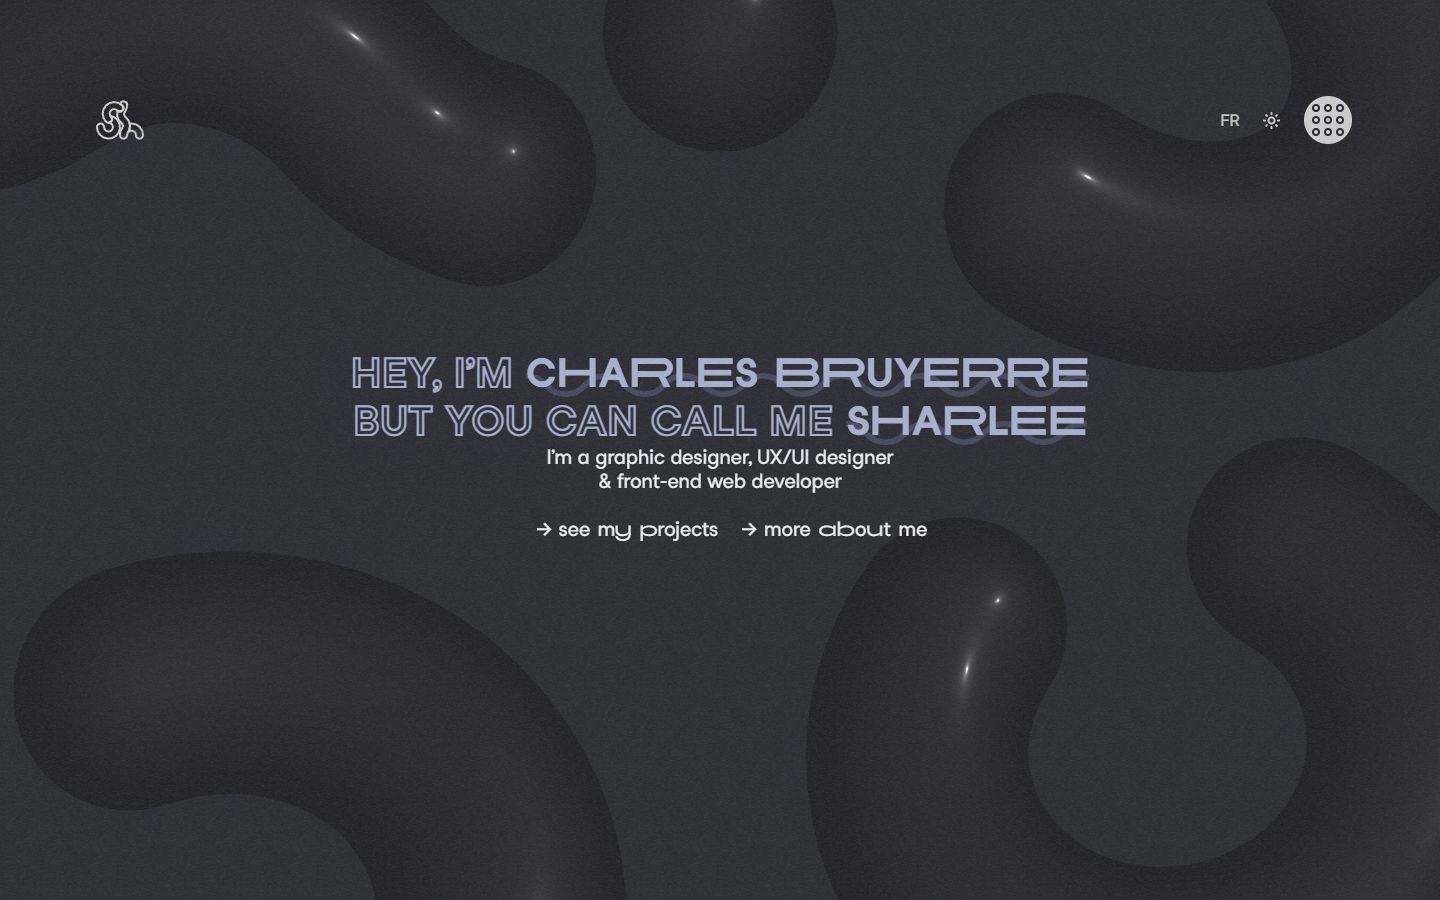 FR
HEY, I'M CHARLES BRUYERRE
BUT YOU CAN CALL ME SHARLEE
I'm a graphic designer, UX/UI designer
& front-end web developer
→ see my projects → more about me